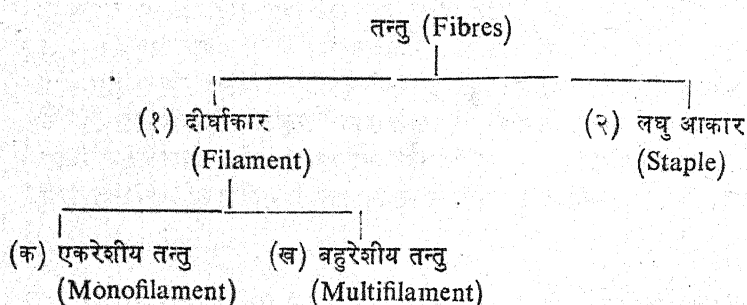 तन्तु (Fibres)
(१) दीर्घाकार (२) लघु आकार
(Filament) (Staple)
(क) एकरेशीय तन्तु (ख) बहुरेशीय तन्तु
(Monofilament) (Multifilament)